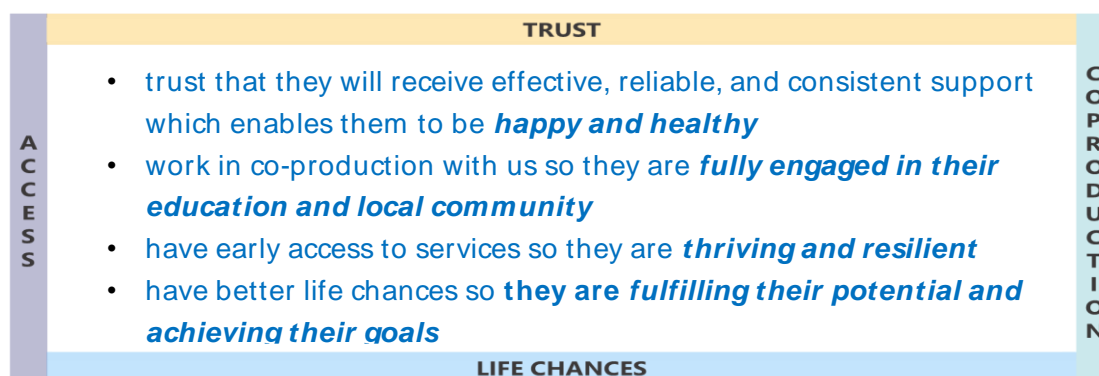 TRUST
ACCESS
• trust that they will receive effective, reliable, and consistent support
which enables them to be happy and healthy
• work in co-production with us so they are fully engaged in their
education and local community
• have early access to services so they are thriving and resilient
• have better life chances so they are fulfilling their potential and
achieving their goals
COPRODUCTION
LIFE CHANCES